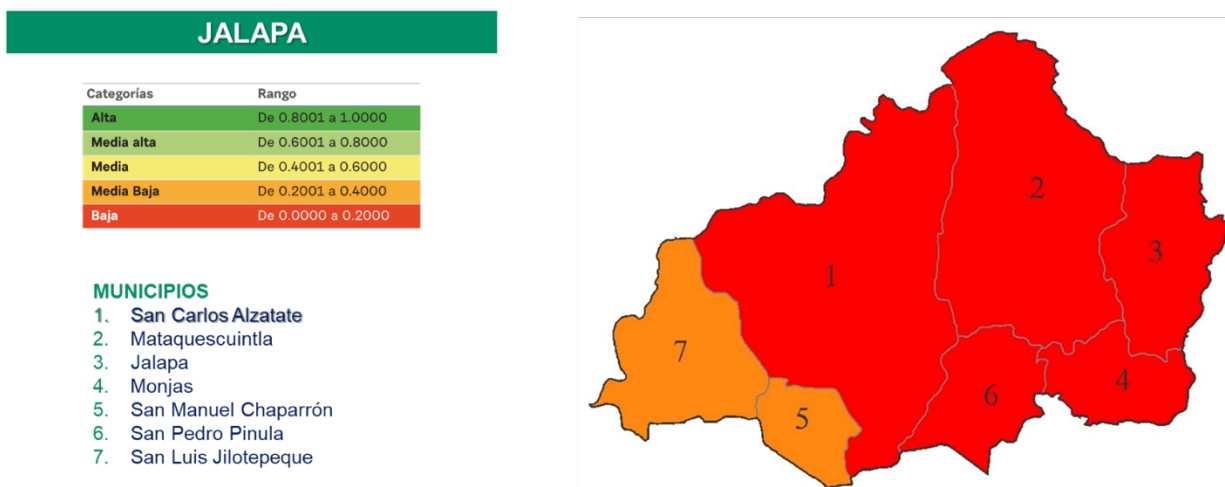 JALAPA
Categorías Rango
Alta De 0.8001 a 1.0000
Media alta De 0.6001 a 0.8000
Media De 0.4001 a 0.6000
Media Baja De 0.2001 a 0.4000
Baja De 0.0000 a 0.2000
MUNICIPIOS
1. San Carlos Alzatate
2. Mataquescuintla
3. Jalapa
4. Monjas
5. San Manuel Chaparrón
6. San Pedro Pinula
7. San Luis Jilotepeque
2
3
1
7
4
6
5